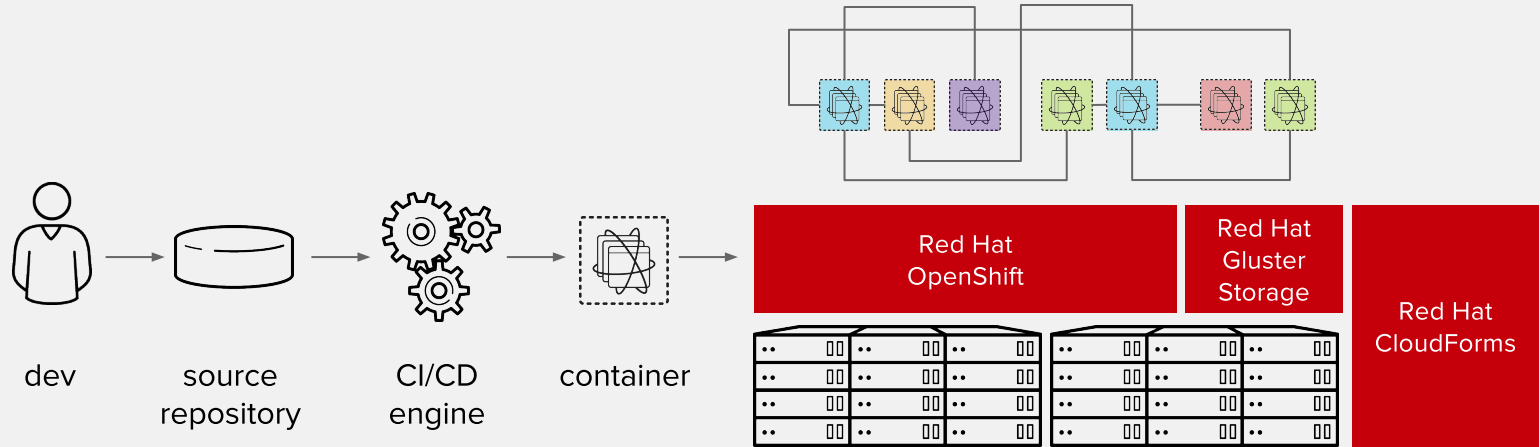 dev
source
repository
CI/CD
engine
container
Red Hat
OpenShift
Red Hat
Gluster
Storage
Red Hat
CloudForms